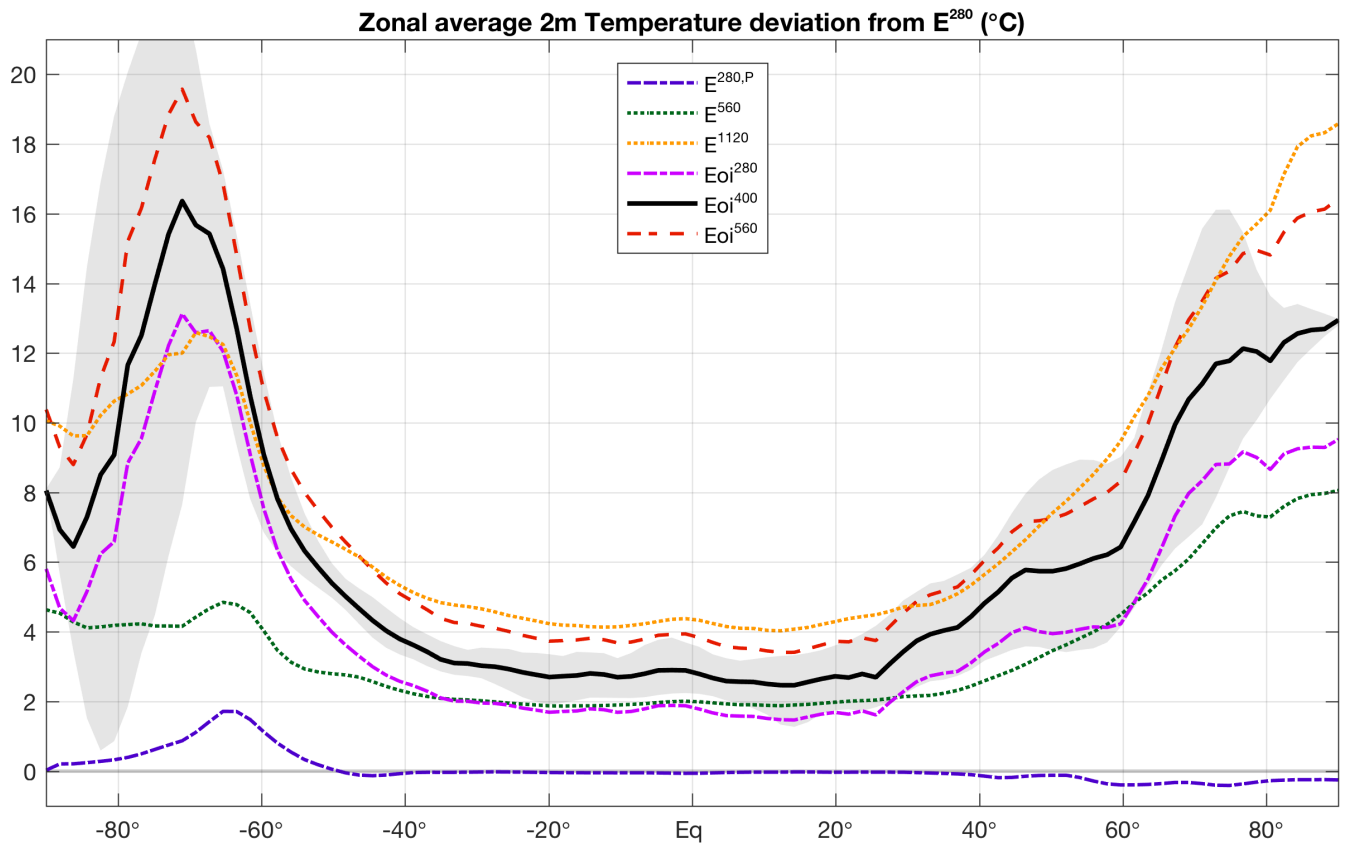 Zonal average 2m Temperature deviation from E²⁸⁰ (°C)
20
18
16
14
12
10
8
6
4
2
0
E²⁸⁰,ᴾ
E⁵⁶⁰
E¹¹²⁰
Eoi²⁸⁰
Eoi⁴⁰⁰
Eoi⁵⁶⁰
-80° -60° -40° -20° Eq 20° 40° 60° 80°